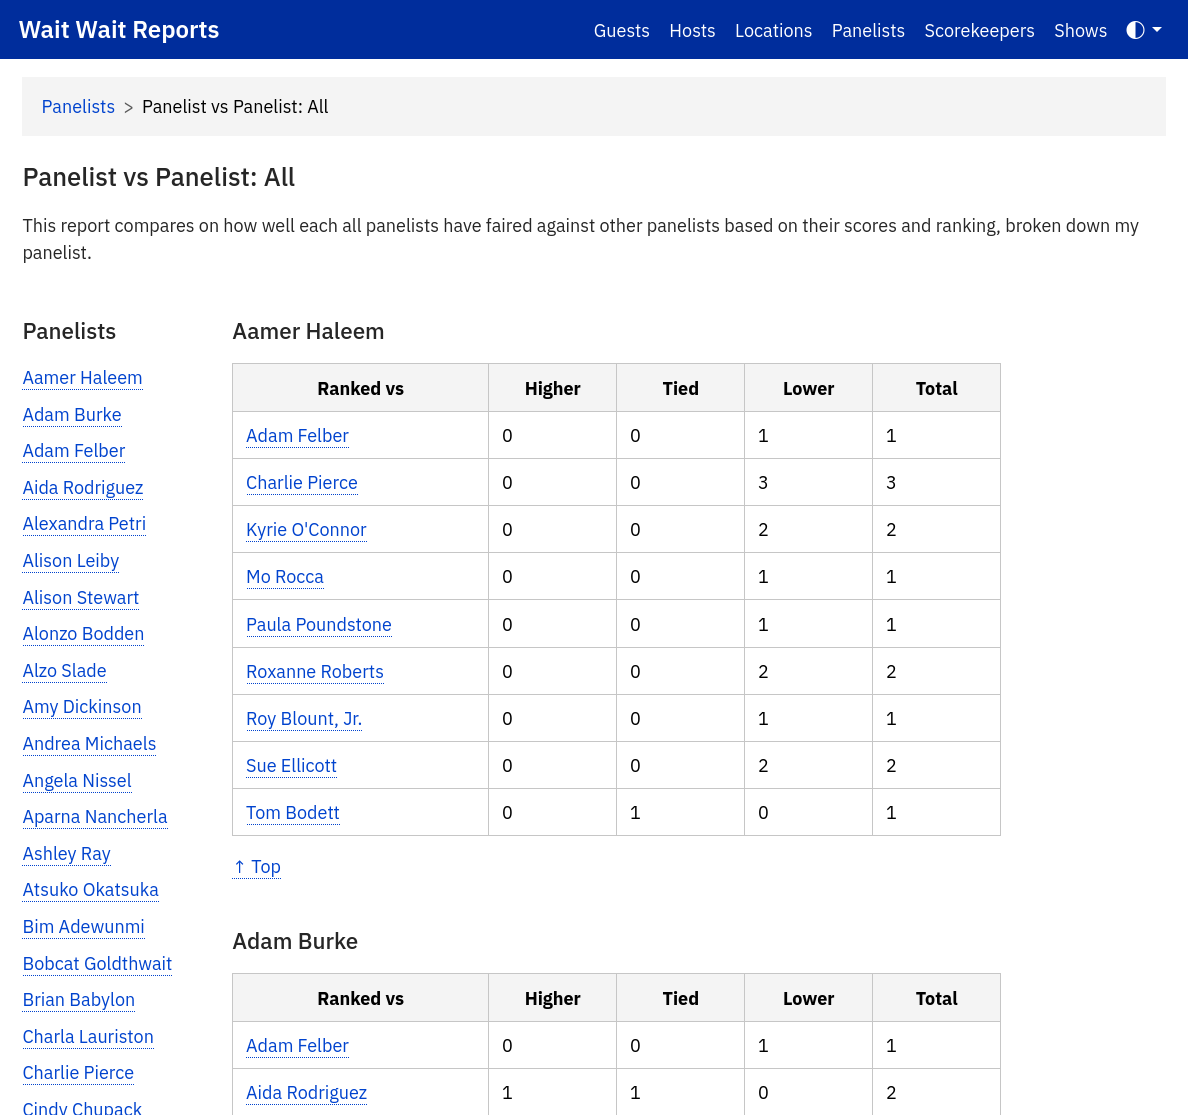 Wait Wait Reports
Guests Hosts Locations Panelists Scorekeepers Shows
Panelists > Panelist vs Panelist: All
Panelist vs Panelist: All
This report compares on how well each all panelists have faired against other panelists based on their scores and ranking, broken down my
panelist.
Panelists
Aamer Haleem
Adam Burke
Adam Felber
Aida Rodriguez
Alexandra Petri
Alison Leiby
Alison Stewart
Alonzo Bodden
Alzo Slade
Amy Dickinson
Andrea Michaels
Angela Nissel
Aparna Nancherla
Ashley Ray
Atsuko Okatsuka
Bim Adewunmi
Bobcat Goldthwait
Brian Babylon
Charla Lauriston
Charlie Pierce
Cindy Chupack
Aamer Haleem
Ranked vs Higher Tied Lower Total
Adam Felber 0 0 1 1
Charlie Pierce 0 0 3 3
Kyrie O'Connor 0 0 2 2
Mo Rocca 0 0 1 1
Paula Poundstone 0 0 1 1
Roxanne Roberts 0 0 2 2
Roy Blount, Jr. 0 0 1 1
Sue Ellicott 0 0 2 2
Tom Bodett 0 1 0 1
↑ Top
Adam Burke
Ranked vs Higher Tied Lower Total
Adam Felber 0 0 1 1
Aida Rodriguez 1 1 0 2